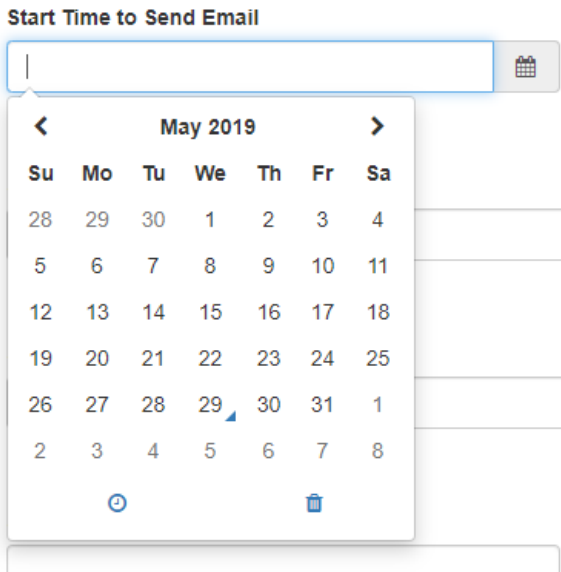 Start Time to Send Email
May 2019
Su Mo Tu We Th Fr Sa
28 29 30 1 2 3 4
5 6 7 8 9 10 11
12 13 14 15 16 17 18
19 20 21 22 23 24 25
26 27 28 29 30 31 1
2 3 4 5 6 7 8